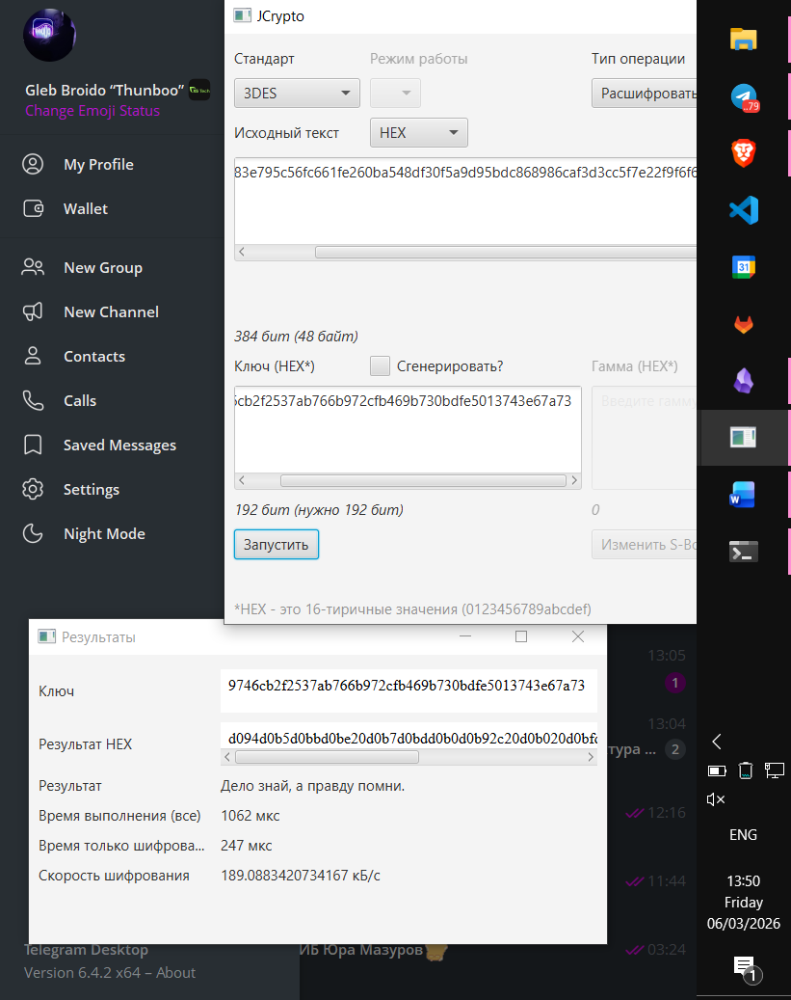 JCrypto
Стандарт
Режим работы
Тип операции
3DES
Расшифровать
Исходный текст
HEX
83e795c56fc661fe260ba548df30f5a9d95bdc868986caf3d3cc5f7e22f9f6f6
384 бит (48 байт)
Ключ (HEX*)
Сгенерировать?
Гамма (HEX*)
6cb2f2537ab766b972cfb469b730bdfe5013743e67a73
Введите гамму
192 бит (нужно 192 бит)
0
Запустить
Изменить S-Bo
*HEX - это 16-тиричные значения (0123456789abcdef)
Gleb Broido “Thunboo”
Change Emoji Status
My Profile
Wallet
New Group
New Channel
Contacts
Calls
Saved Messages
Settings
Night Mode
Результаты
Ключ
9746cb2f2537ab766b972cfb469b730bdfe5013743e67a73
Результат HEX
d094d0b5d0bbd0be20d0b7d0bdd0b0d0b92c20d0b020d0bfd
Результат
Дело знай, а правду помни.
Время выполнения (все)
1062 мкс
Время только шифрова...
247 мкс
Скорость шифрования
189.0883420734167 кБ/с
13:05
1
13:04
тура ...
2
12:16
11:44
ИБ Юра Мазуров
03:24
Telegram Desktop
Version 6.4.2 x64 – About
79
31
W
ENG
13:50
Friday
06/03/2026
1